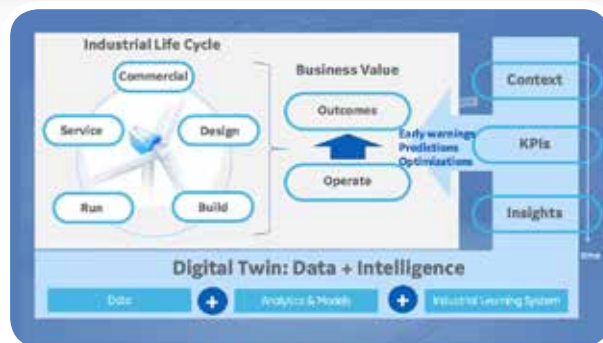 Industrial Life Cycle
Commercial
Service
Design
Run
Build
Business Value
Outcomes
Operate
Early warnings
Predictions
Optimizations
Context
KPIs
Insights
time
Digital Twin: Data + Intelligence
Data
+
Analytics & Models
+
Industrial Learning System